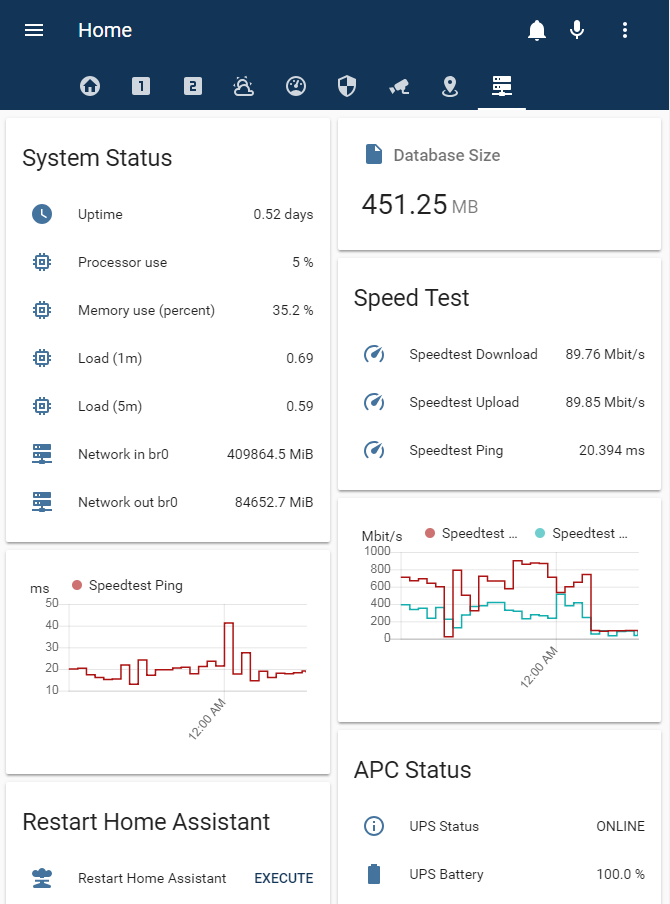 Home
1
2
System Status
Uptime 0.52 days
Processor use 5 %
Memory use (percent) 35.2 %
Load (1m) 0.69
Load (5m) 0.59
Network in br0 409864.5 MiB
Network out br0 84652.7 MiB
ms Speedtest Ping
50
40
30
20
10
12:00 AM
Restart Home Assistant
Restart Home Assistant EXECUTE
Database Size
451.25 MB
Speed Test
Speedtest Download 89.76 Mbit/s
Speedtest Upload 89.85 Mbit/s
Speedtest Ping 20.394 ms
Mbit/s Speedtest ... Speedtest ...
1000
800
600
400
200
0
12:00 AM
APC Status
UPS Status ONLINE
UPS Battery 100.0 %